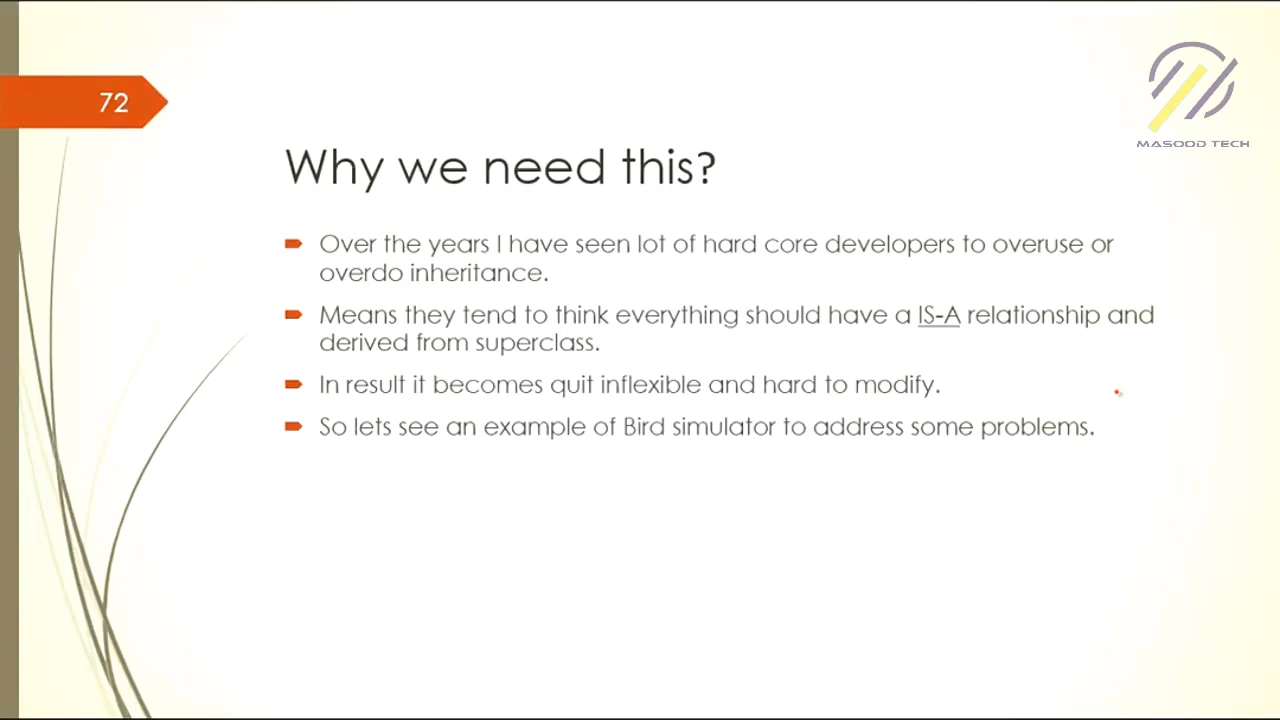 72
MASOOD TECH
Why we need this?
Over the years I have seen lot of hard core developers to overuse or
overdo inheritance.
Means they tend to think everything should have a IS-A relationship and
derived from superclass.
In result it becomes quit inflexible and hard to modify.
So lets see an example of Bird simulator to address some problems.